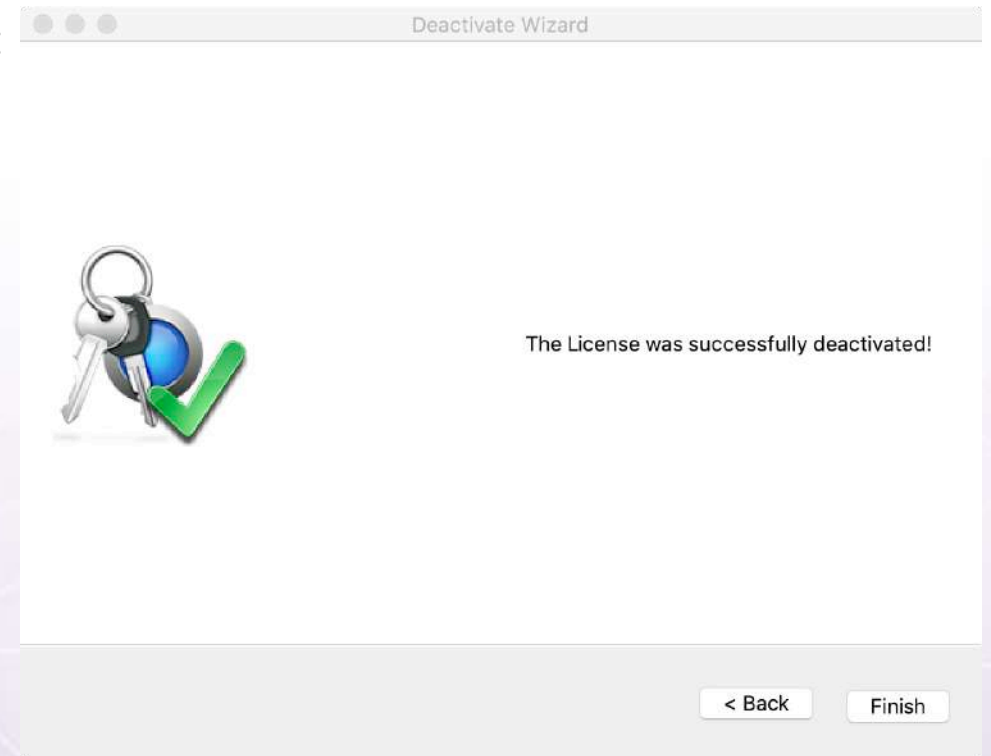 Deactivate Wizard
The License was successfully deactivated!
< Back
Finish